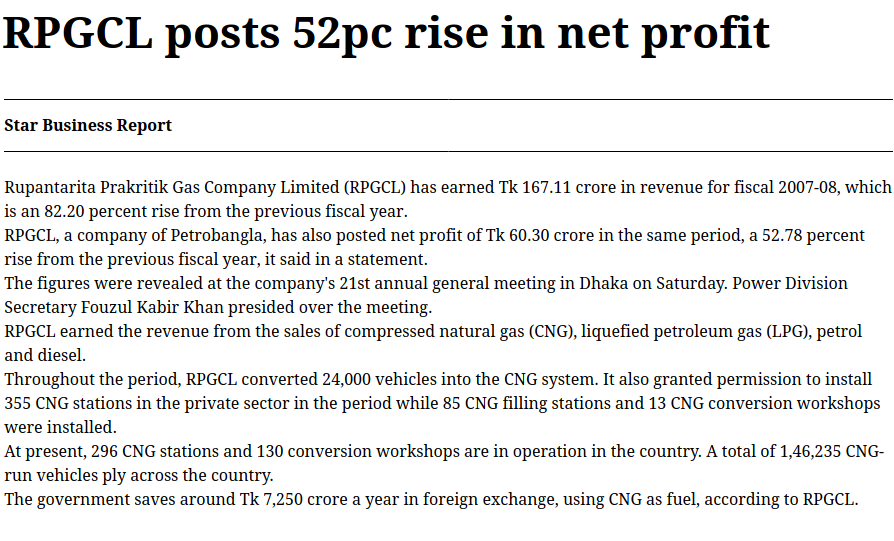 RPGCL posts 52pc rise in net profit
Star Business Report
Rupantarita Prakritik Gas Company Limited (RPGCL) has earned Tk 167.11 crore in revenue for fiscal 2007-08, which
is an 82.20 percent rise from the previous fiscal year.
RPGCL, a company of Petrobangla, has also posted net profit of Tk 60.30 crore in the same period, a 52.78 percent
rise from the previous fiscal year, it said in a statement.
The figures were revealed at the company's 21st annual general meeting in Dhaka on Saturday. Power Division
Secretary Fouzul Kabir Khan presided over the meeting.
RPGCL earned the revenue from the sales of compressed natural gas (CNG), liquefied petroleum gas (LPG), petrol
and diesel.
Throughout the period, RPGCL converted 24,000 vehicles into the CNG system. It also granted permission to install
355 CNG stations in the private sector in the period while 85 CNG filling stations and 13 CNG conversion workshops
were installed.
At present, 296 CNG stations and 130 conversion workshops are in operation in the country. A total of 1,46,235 CNG-
run vehicles ply across the country.
The government saves around Tk 7,250 crore a year in foreign exchange, using CNG as fuel, according to RPGCL.